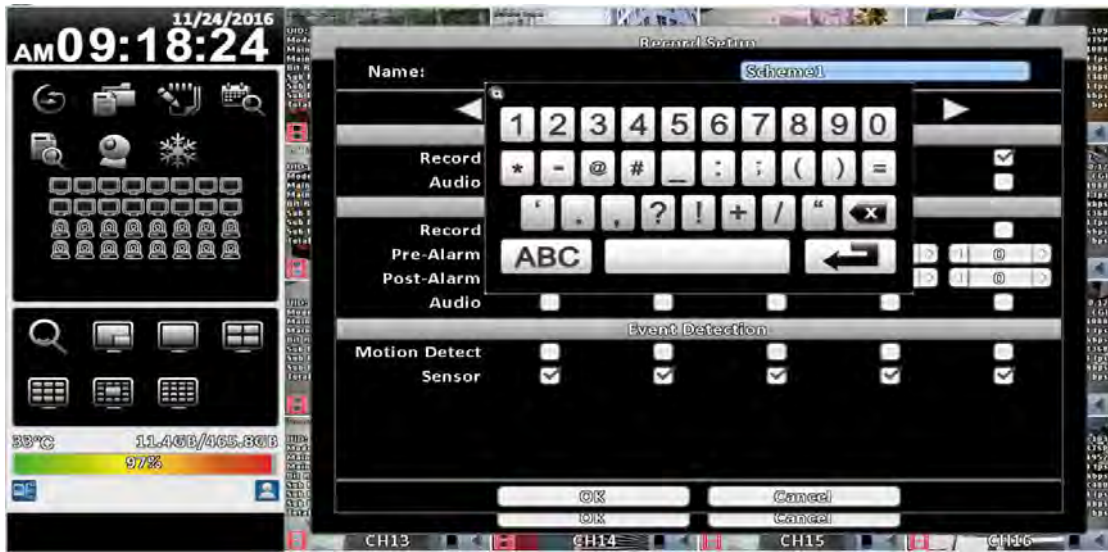 11/24/2016
AM 09:18:24
33°C 11.4GB/465.8GB
97%
Record Setup
Name: Scheme1
1 2 3 4 5 6 7 8 9 0
* - @ # _ : ; ( ) =
‘ . , ? ! + / “ x
ABC
Record
Audio
Record
Pre-Alarm 0
Post-Alarm 0
Audio
Event Detection
Motion Detect
Sensor
OK Cancel
OK Cancel
CH13 CH14 CH15 CH16